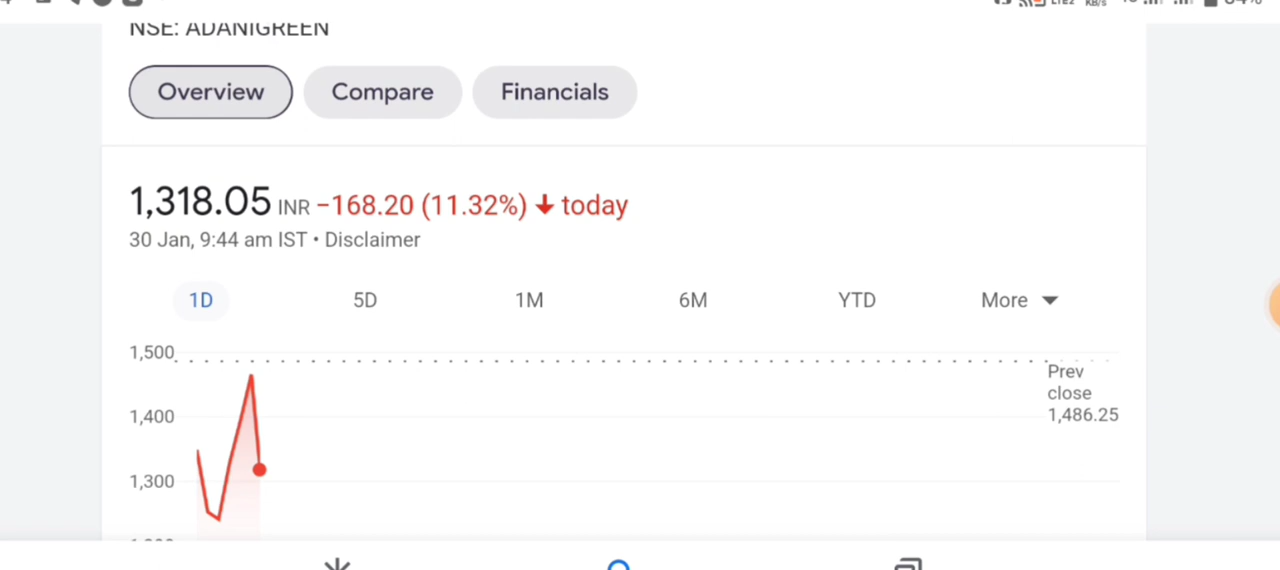 NSE: ADANIGREEN
Overview Compare Financials
1,318.05 INR −168.20 (11.32%) ↓ today
30 Jan, 9:44 am IST • Disclaimer
1D 5D 1M 6M YTD More
1,500
Prev
close
1,486.25
1,400
1,300